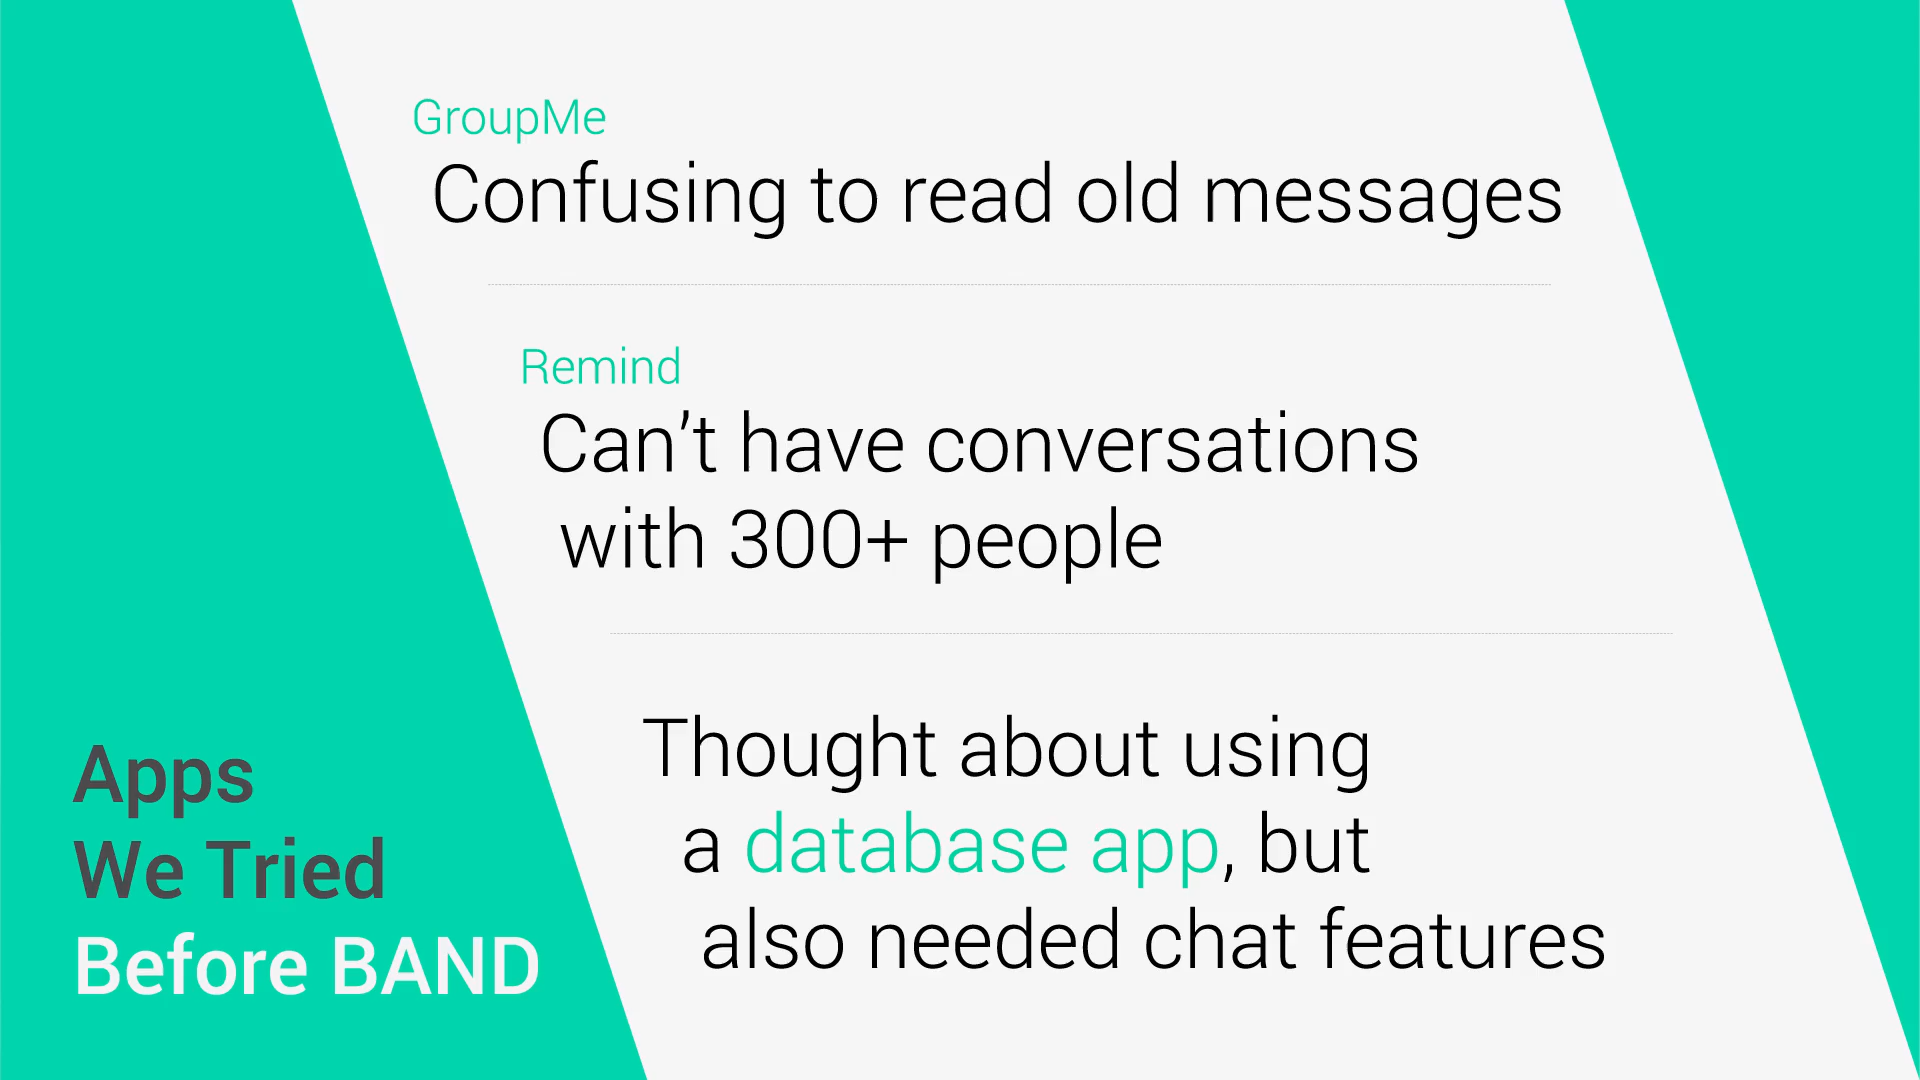 GroupMe
Confusing to read old messages
Remind
Can’t have conversations
with 300+ people
Thought about using
a database app, but
also needed chat features
Apps
We Tried
Before BAND